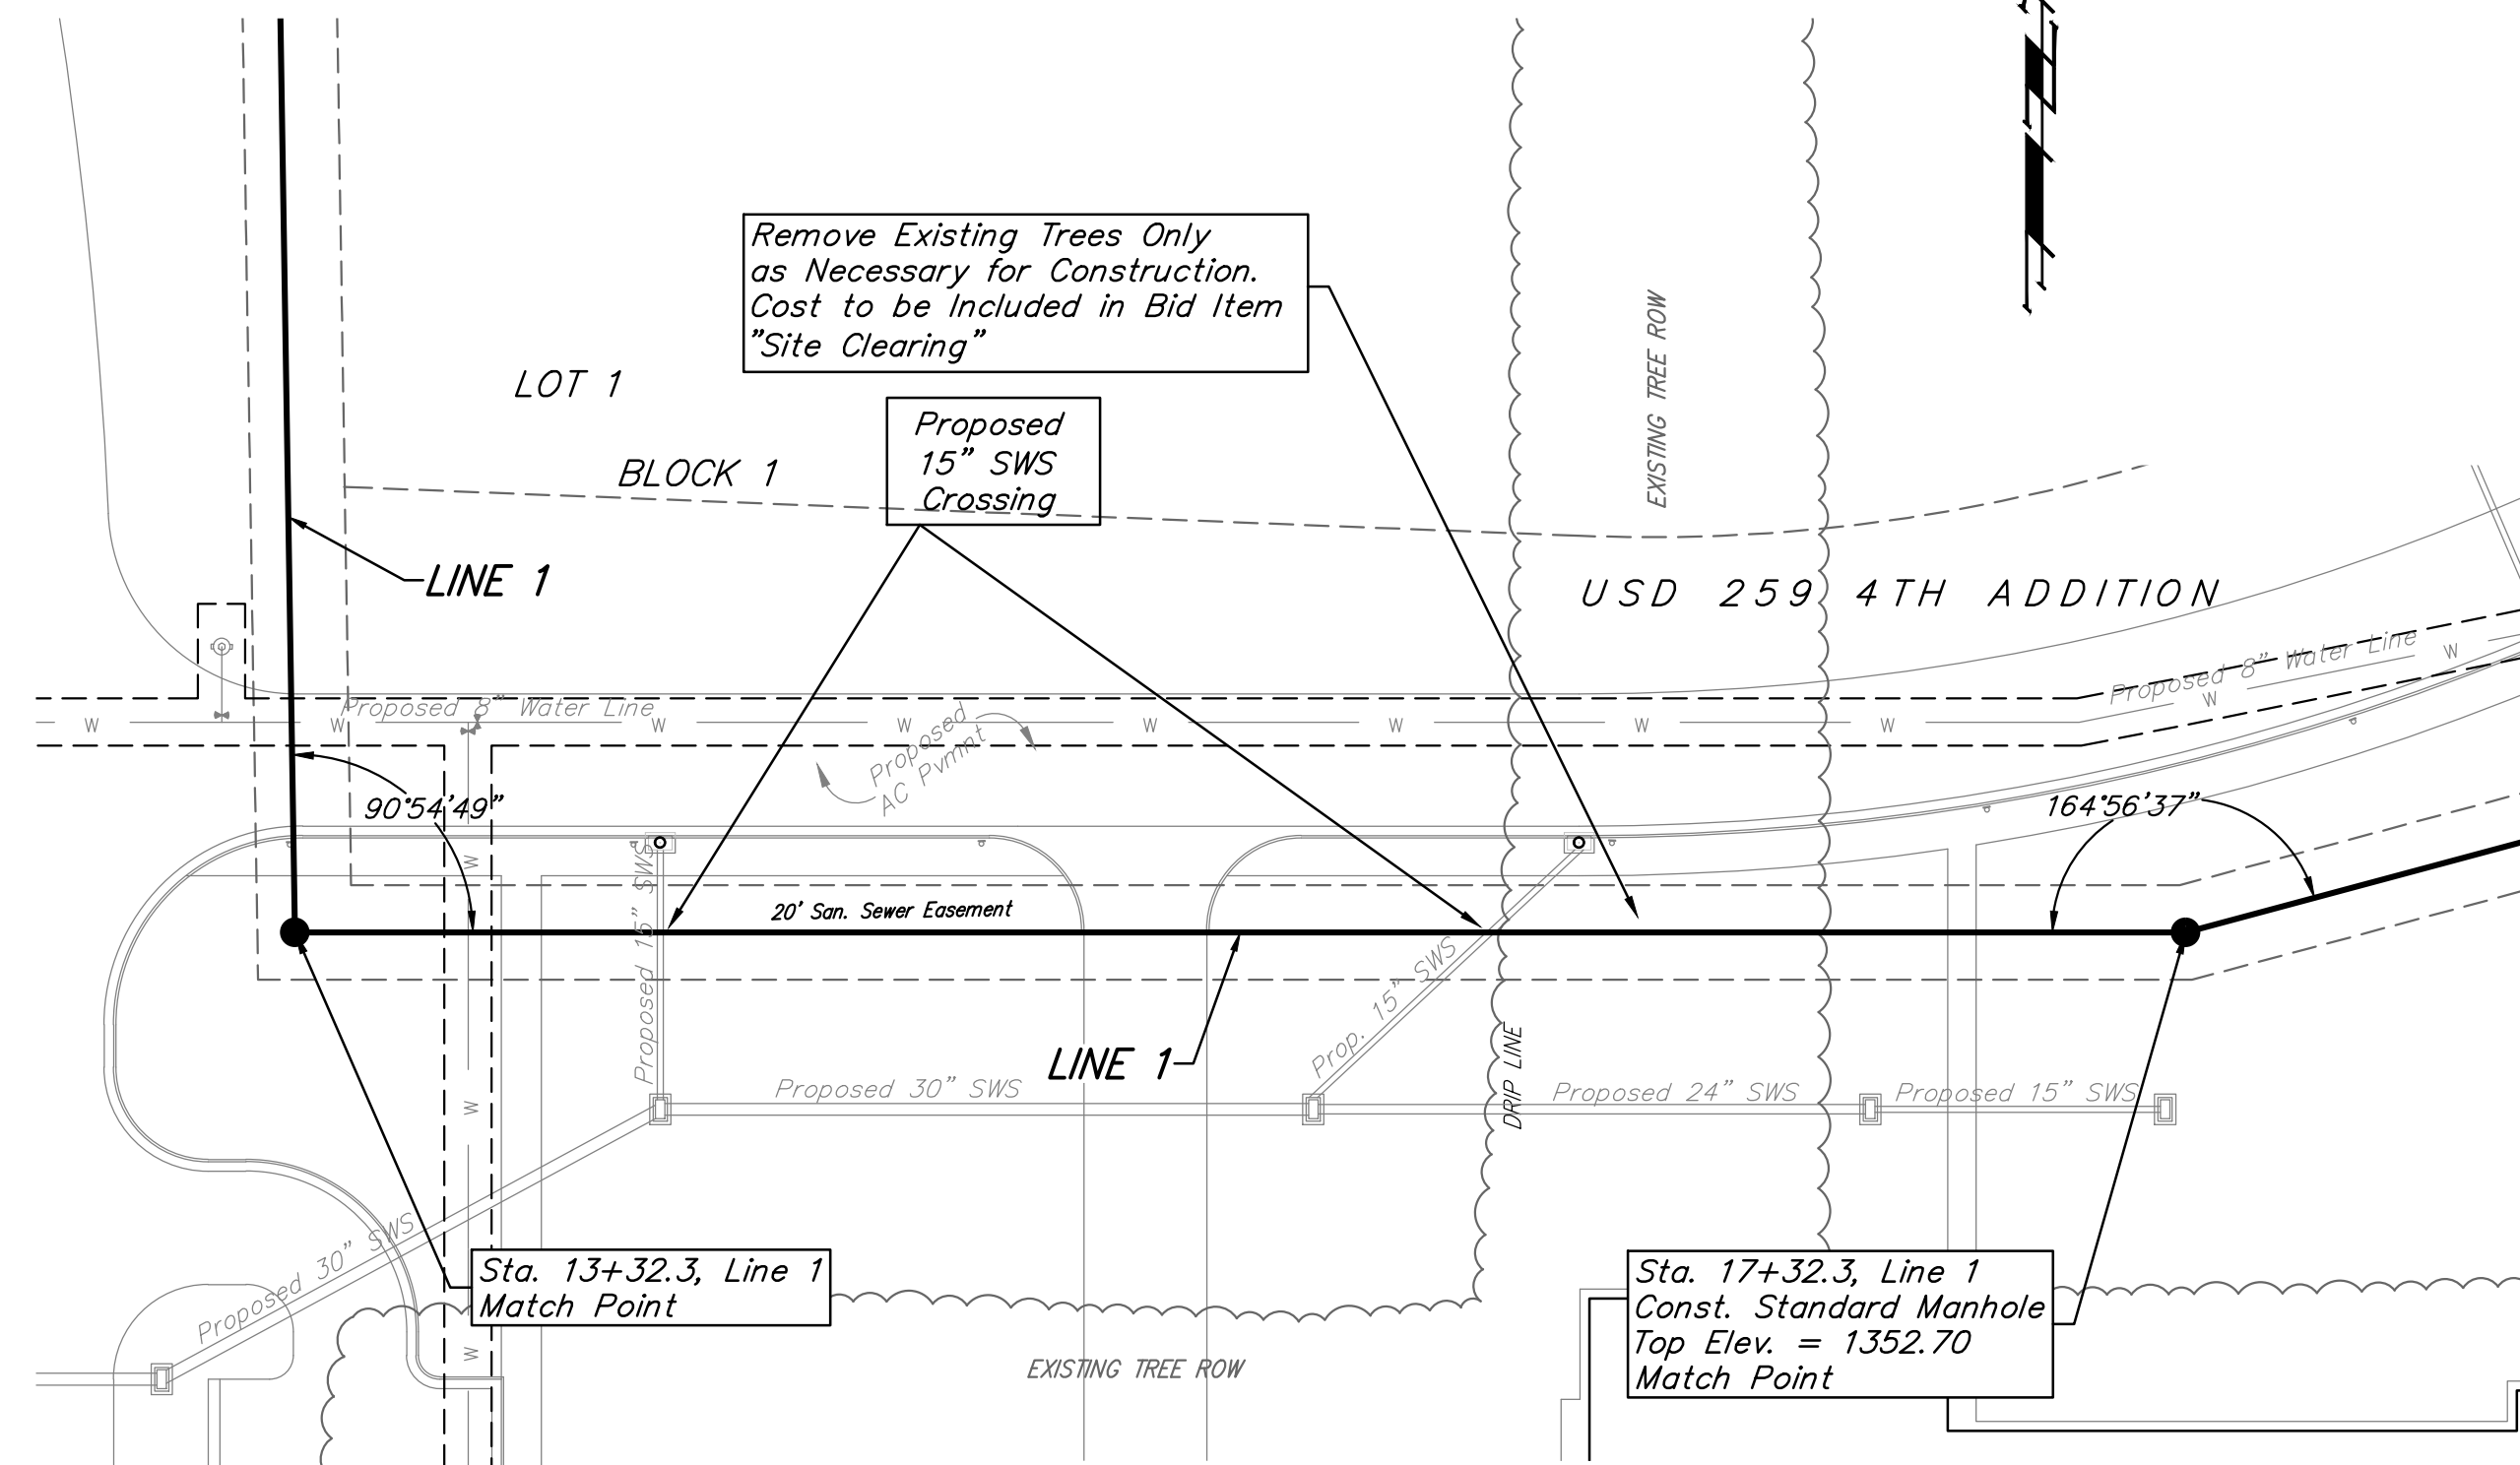 Remove Existing Trees Only
as Necessary for Construction.
Cost to be Included in Bid Item
"Site Clearing"
LOT 1
BLOCK 1
Proposed
15" SWS
Crossing
EXISTING TREE ROW
LINE 1
USD 259 4TH ADDITION
Proposed 8" Water Line
W W W W W W W W
Proposed 8" Water Line
W W
Proposed
AC Pvmnt
90°54'49"
164°56'37"
W
W
W
Proposed 15" SWS
20' San. Sewer Easement
Prop. 15" SWS
LINE 1
DRIP LINE
Proposed 30" SWS
Proposed 24" SWS
Proposed 15" SWS
Proposed 30" SWS
Sta. 13+32.3, Line 1
Match Point
Sta. 17+32.3, Line 1
Const. Standard Manhole
Top Elev. = 1352.70
Match Point
EXISTING TREE ROW